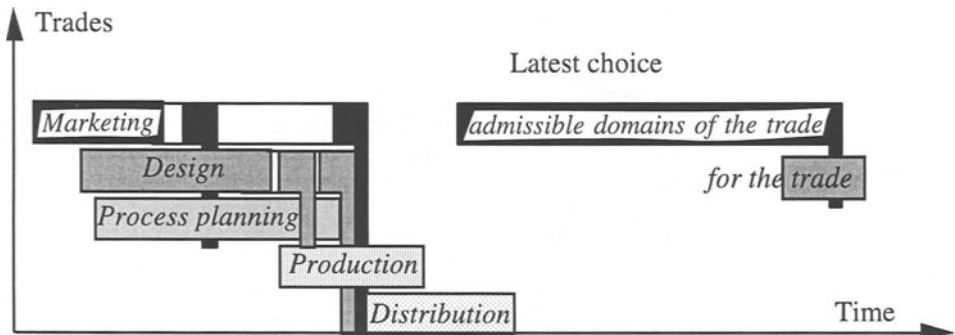 Trades
Latest choice
Marketing
admissible domains of the trade
Design
for the trade
Process planning
Production
Distribution
Time